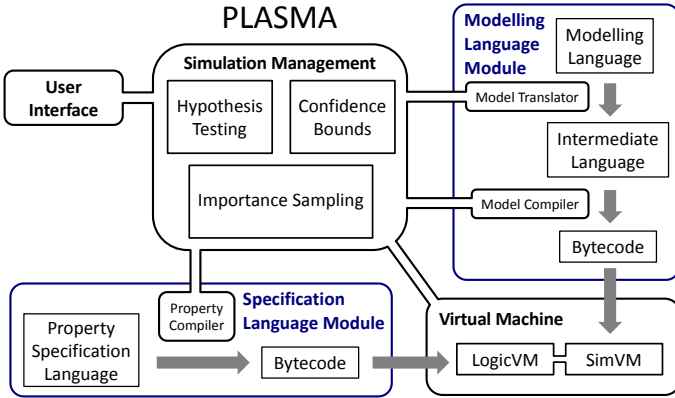 PLASMA
Simulation Management
User
Interface
Hypothesis
Testing
Confidence
Bounds
Importance Sampling
Modelling
Language
Module
Modelling
Language
Model Translator
Intermediate
Language
Model Compiler
Bytecode
Property
Compiler
Specification
Language Module
Property
Specification
Language
Bytecode
Virtual Machine
LogicVM
SimVM